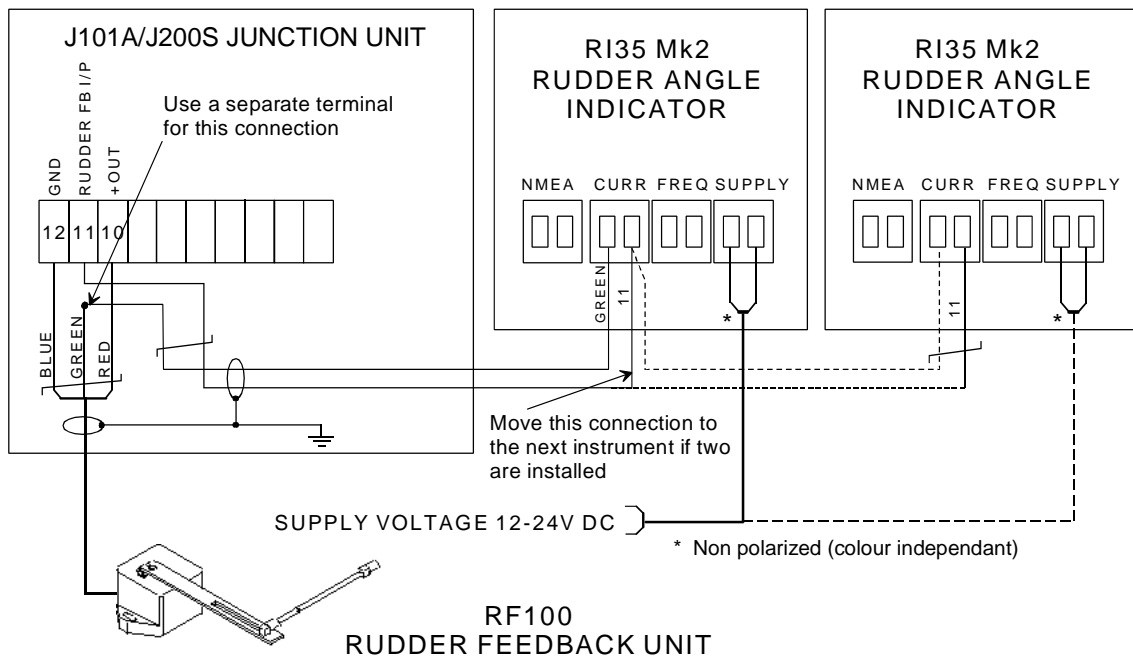 J101A/J200S JUNCTION UNIT
GND
RUDDER FB I/P
+OUT
Use a separate terminal
for this connection
12 11 10
BLUE
GREEN
RED
RI35 Mk2
RUDDER ANGLE
INDICATOR
NMEA CURR FREQ SUPPLY
GREEN
11
*
RI35 Mk2
RUDDER ANGLE
INDICATOR
NMEA CURR FREQ SUPPLY
11
*
Move this connection to
the next instrument if two
are installed
SUPPLY VOLTAGE 12-24V DC
* Non polarized (colour independant)
RF100
RUDDER FEEDBACK UNIT